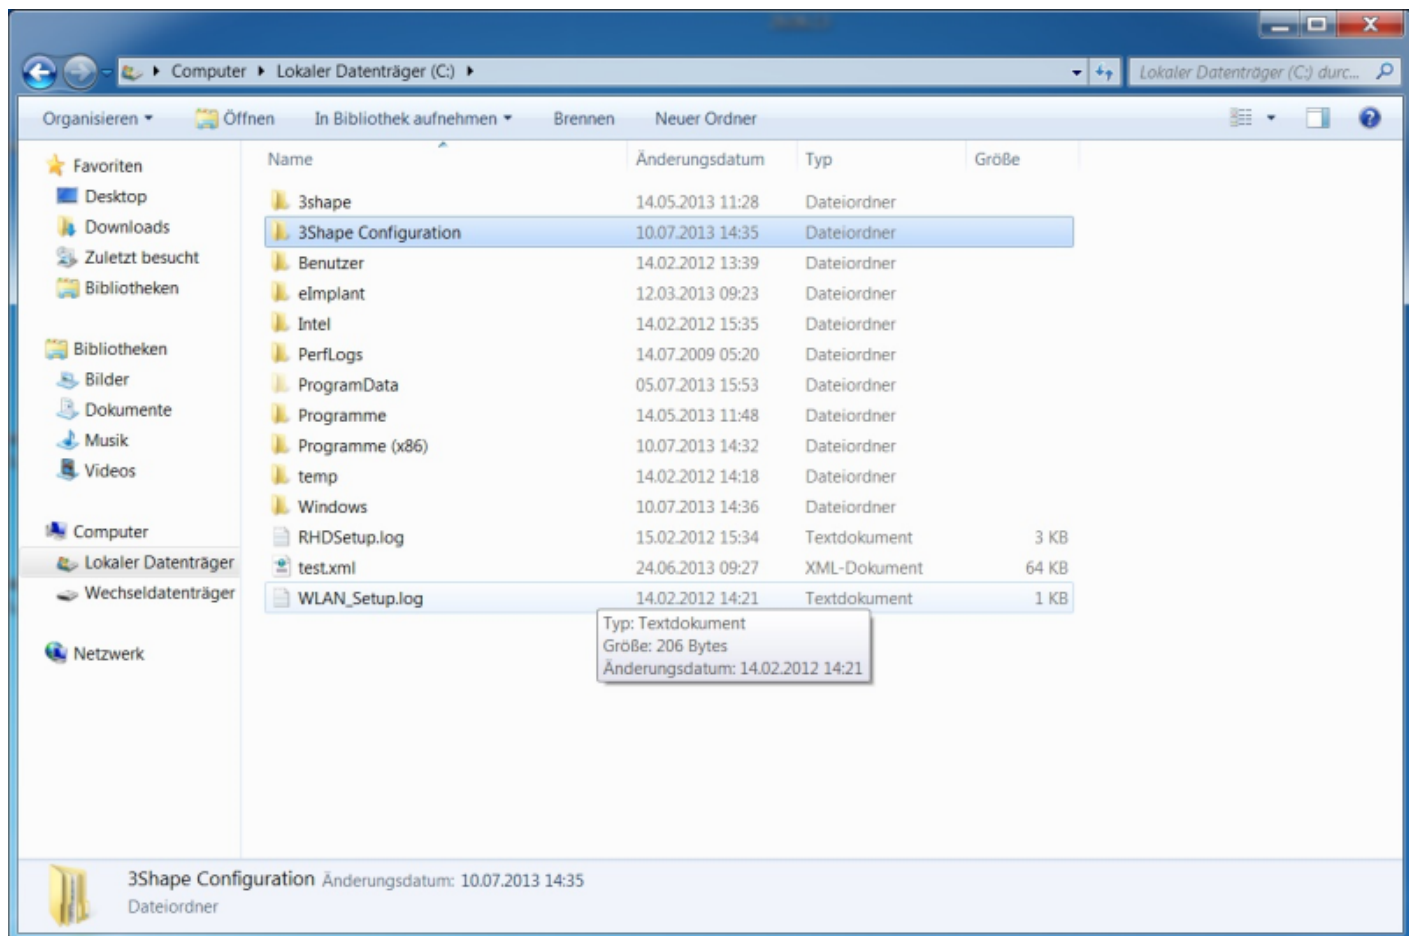 Computer Lokaler Datenträger (C:)
Lokaler Datenträger (C:) durc...
Organisieren Öffnen In Bibliothek aufnehmen Brennen Neuer Ordner
Favoriten
Desktop
Downloads
Zuletzt besucht
Bibliotheken
Bibliotheken
Bilder
Dokumente
Musik
Videos
Computer
Lokaler Datenträger
Wechseldatenträger
Netzwerk
Name Änderungsdatum Typ Größe
3shape 14.05.2013 11:28 Dateiordner
3Shape Configuration 10.07.2013 14:35 Dateiordner
Benutzer 14.02.2012 13:39 Dateiordner
eImplant 12.03.2013 09:23 Dateiordner
Intel 14.02.2012 15:35 Dateiordner
PerfLogs 14.07.2009 05:20 Dateiordner
ProgramData 05.07.2013 15:53 Dateiordner
Programme 14.05.2013 11:48 Dateiordner
Programme (x86) 10.07.2013 14:32 Dateiordner
temp 14.02.2012 14:18 Dateiordner
Windows 10.07.2013 14:36 Dateiordner
RHDSetup.log 15.02.2012 15:34 Textdokument 3 KB
test.xml 24.06.2013 09:27 XML-Dokument 64 KB
WLAN_Setup.log 14.02.2012 14:21 Textdokument 1 KB
Typ: Textdokument
Größe: 206 Bytes
Änderungsdatum: 14.02.2012 14:21
3Shape Configuration Änderungsdatum: 10.07.2013 14:35
Dateiordner